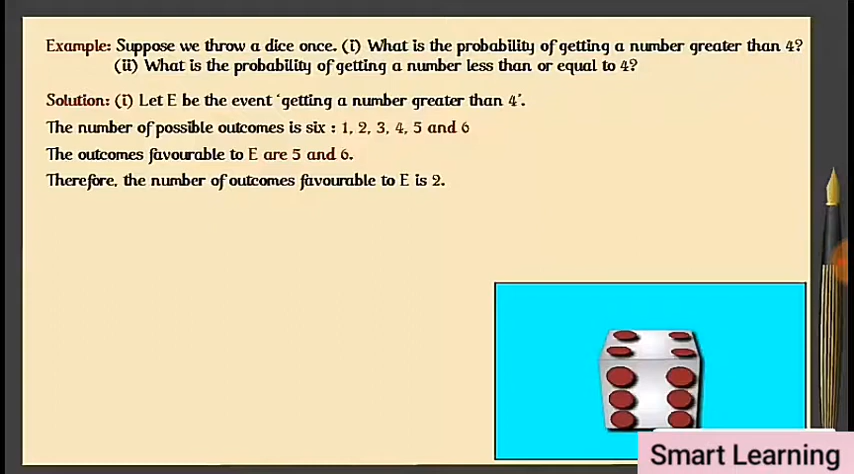 Example: Suppose we throw a dice once. (i) What is the probability of getting a number greater than 4?
(ii) What is the probability of getting a number less than or equal to 4?
Solution: (i) Let E be the event 'getting a number greater than 4'.
The number of possible outcomes is six : 1, 2, 3, 4, 5 and 6
The outcomes favourable to E are 5 and 6.
Therefore, the number of outcomes favourable to E is 2.
Smart Learning